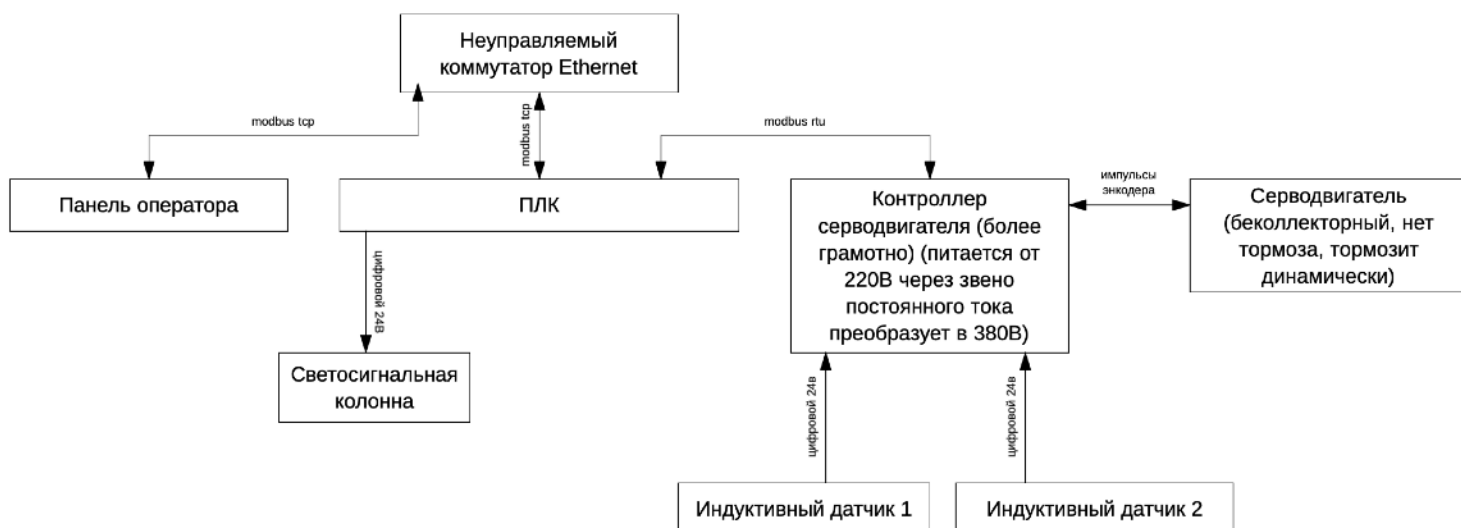 Неуправляемый
коммутатор Ethernet
modbus tcp
modbus tcp
modbus rtu
Панель оператора
ПЛК
Контроллер
серводвигателя (более
грамотно) (питается от
220В через звено
постоянного тока
преобразует в 380В)
импульсы
энкодера
Серводвигатель
(беколлекторный, нет
тормоза, тормозит
динамически)
цифровой 24В
Светосигнальная
колонна
цифровой 24в
цифровой 24в
Индуктивный датчик 1
Индуктивный датчик 2